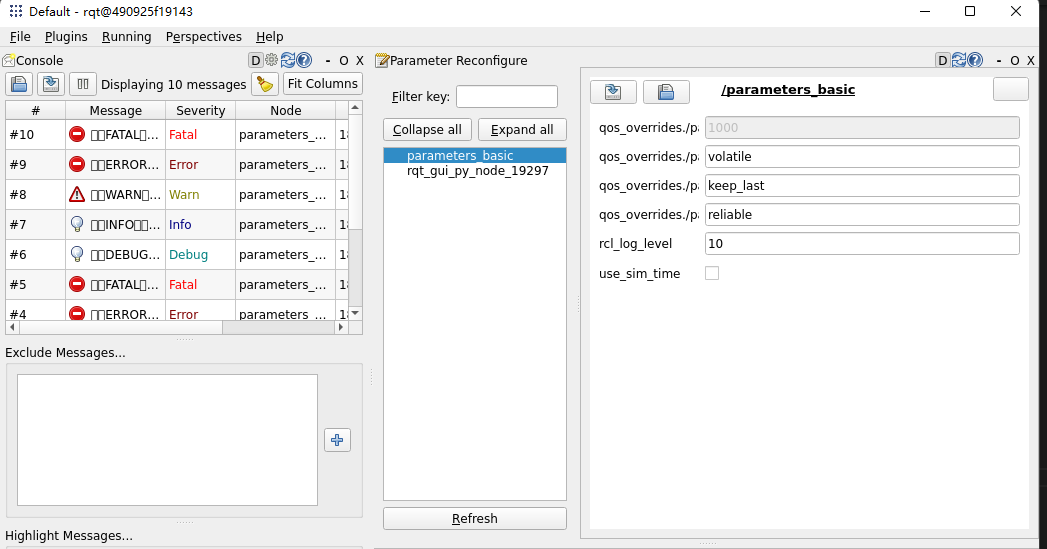 Default - rqt@490925f19143
File Plugins Running Perspectives Help
Console
D
- O X
Displaying 10 messages
Fit Columns
# Message Severity Node
#10 FATAL... Fatal parameters_...
#9 ERROR... Error parameters_...
#8 WARN... Warn parameters_...
#7 INFO... Info parameters_...
#6 DEBUG... Debug parameters_...
#5 FATAL... Fatal parameters_...
#4 ERROR... Error parameters_...
Exclude Messages...
Highlight Messages...
Parameter Reconfigure
D
- O X
Filter key:
Collapse all
Expand all
parameters_basic
rqt_gui_py_node_19297
Refresh
/parameters_basic
qos_overrides./pa 1000
qos_overrides./pa volatile
qos_overrides./pa keep_last
qos_overrides./pa reliable
rcl_log_level 10
use_sim_time